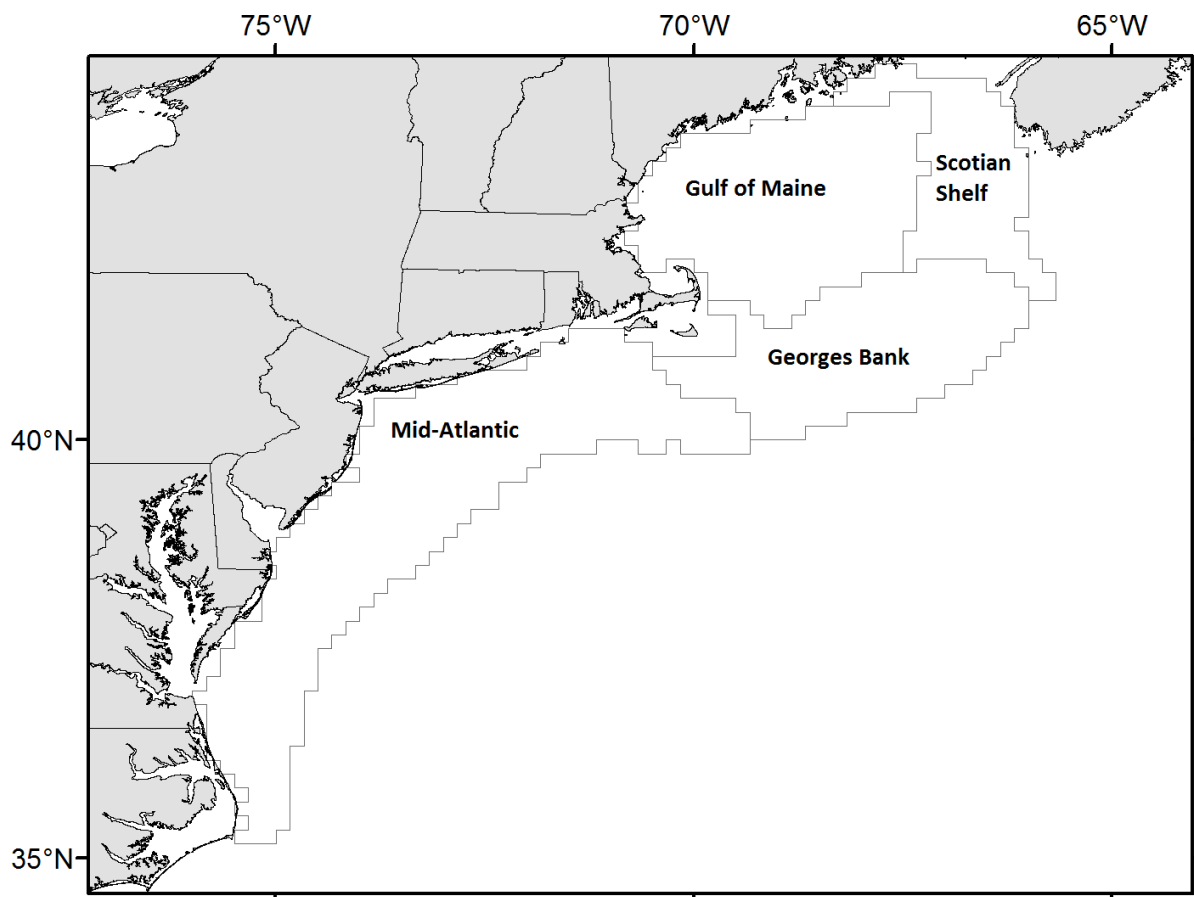 75°W
70°W
65°W
Scotian
Shelf
Gulf of Maine
Georges Bank
Mid-Atlantic
40°N
35°N